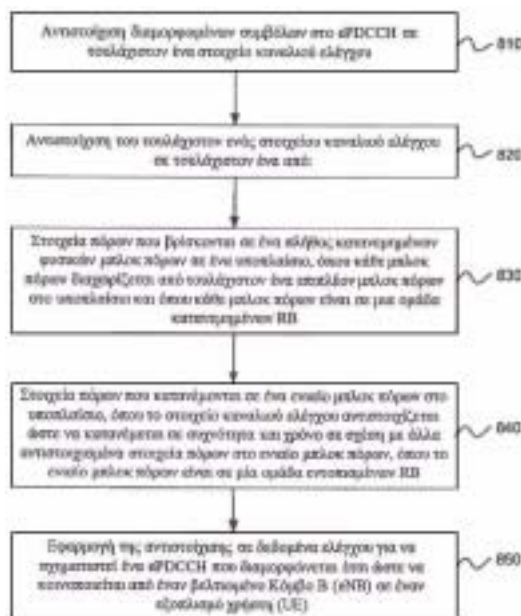 Αντιστοίχιση διαμορφωμένων συμβόλων στο ePDCCH σε
τουλάχιστον ένα στοιχείο καναλιού ελέγχου
810
Αντιστοίχιση του τουλάχιστον ενός στοιχείου καναλιού ελέγχου
σε τουλάχιστον ένα από:
820
Στοιχεία πόρων που βρίσκονται σε ένα πλήθος κατανεμημένων
φυσικών μπλοκ πόρων σε ένα υποπλαίσιο, όπου κάθε μπλοκ
πόρων διαχωρίζεται από τουλάχιστον ένα επιπλέον μπλοκ πόρων
στο υποπλαίσιο και όπου κάθε μπλοκ πόρων είναι σε μια ομάδα
κατανεμημένων RB
830
Στοιχεία πόρων που κατανέμονται σε ένα ενιαίο μπλοκ πόρων στο
υποπλαίσιο, όπου το στοιχείο καναλιού ελέγχου αντιστοιχίζεται
ώστε να κατανέμεται σε συχνότητα και χρόνο σε σχέση με άλλα
αντιστοιχισμένα στοιχεία πόρων στο ενιαίο μπλοκ πόρων, όπου το
ενιαίο μπλοκ πόρων είναι σε μία ομάδα εντοπισμένων RB
840
Εφαρμογή της αντιστοίχισης σε δεδομένα ελέγχου για να
σχηματιστεί ένα ePDCCH που διαμορφώνεται έτσι ώστε να
κοινοποιείται από έναν βελτιωμένο Κόμβο Β (eNB) σε έναν
εξοπλισμό χρήστη (UE)
850